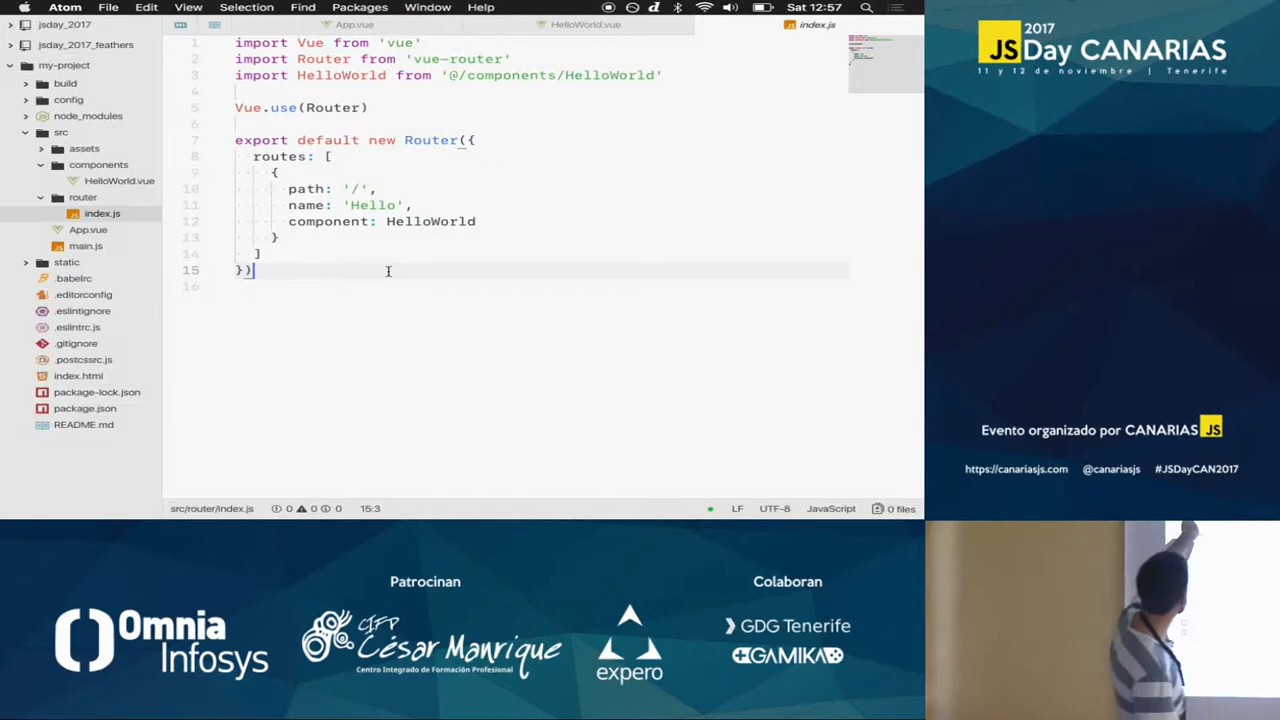 Atom File Edit View Selection Find Packages Window Help Sat 12:57
jsday_2017
jsday_2017_feathers
my-project
build
config
node_modules
src
assets
components
HelloWorld.vue
router
index.js
App.vue
main.js
static
.babelrc
.editorconfig
.eslintignore
.eslintrc.js
.gitignore
.postcssrc.js
index.html
package-lock.json
package.json
README.md
App.vue HelloWorld.vue index.js
1 import Vue from 'vue'
2 import Router from 'vue-router'
3 import HelloWorld from '@/components/HelloWorld'
4
5 Vue.use(Router)
6
7 export default new Router({
8 routes: [
9 {
10 path: '/',
11 name: 'Hello',
12 component: HelloWorld
13 }
14 ]
15 })
16
src/router/index.js 0 0 0 15:3 LF UTF-8 JavaScript 0 files
2017
JSDay CANARIAS
11 y 12 de noviembre | Tenerife
Evento organizado por CANARIAS JS
https://canariasjs.com @canariasjs #JSDayCAN2017
Patrocinan
Omnia
Infosys
CIFP
César Manrique
Centro Integrado de Formación Profesional
expero
Colaboran
GDG Tenerife
GAMIKA